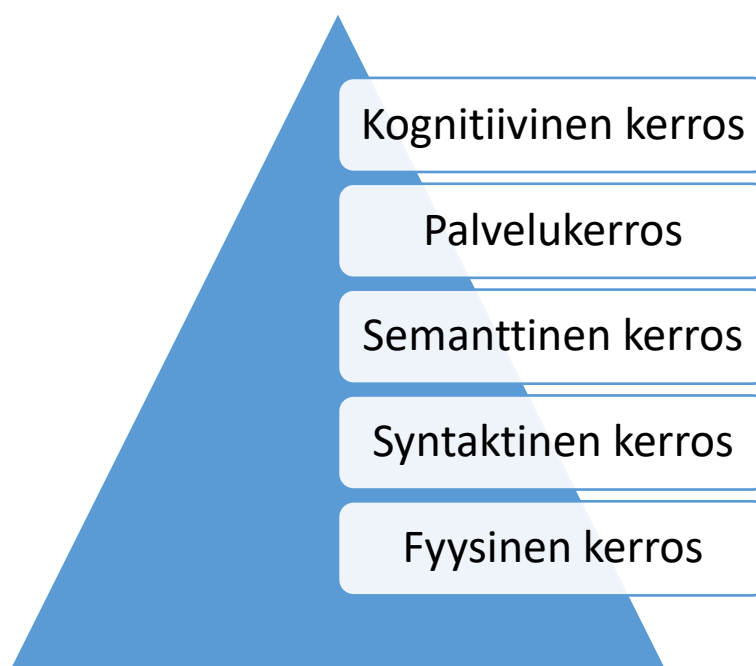 Kognitiivinen kerros
Palvelukerros
Semanttinen kerros
Syntaktinen kerros
Fyysinen kerros